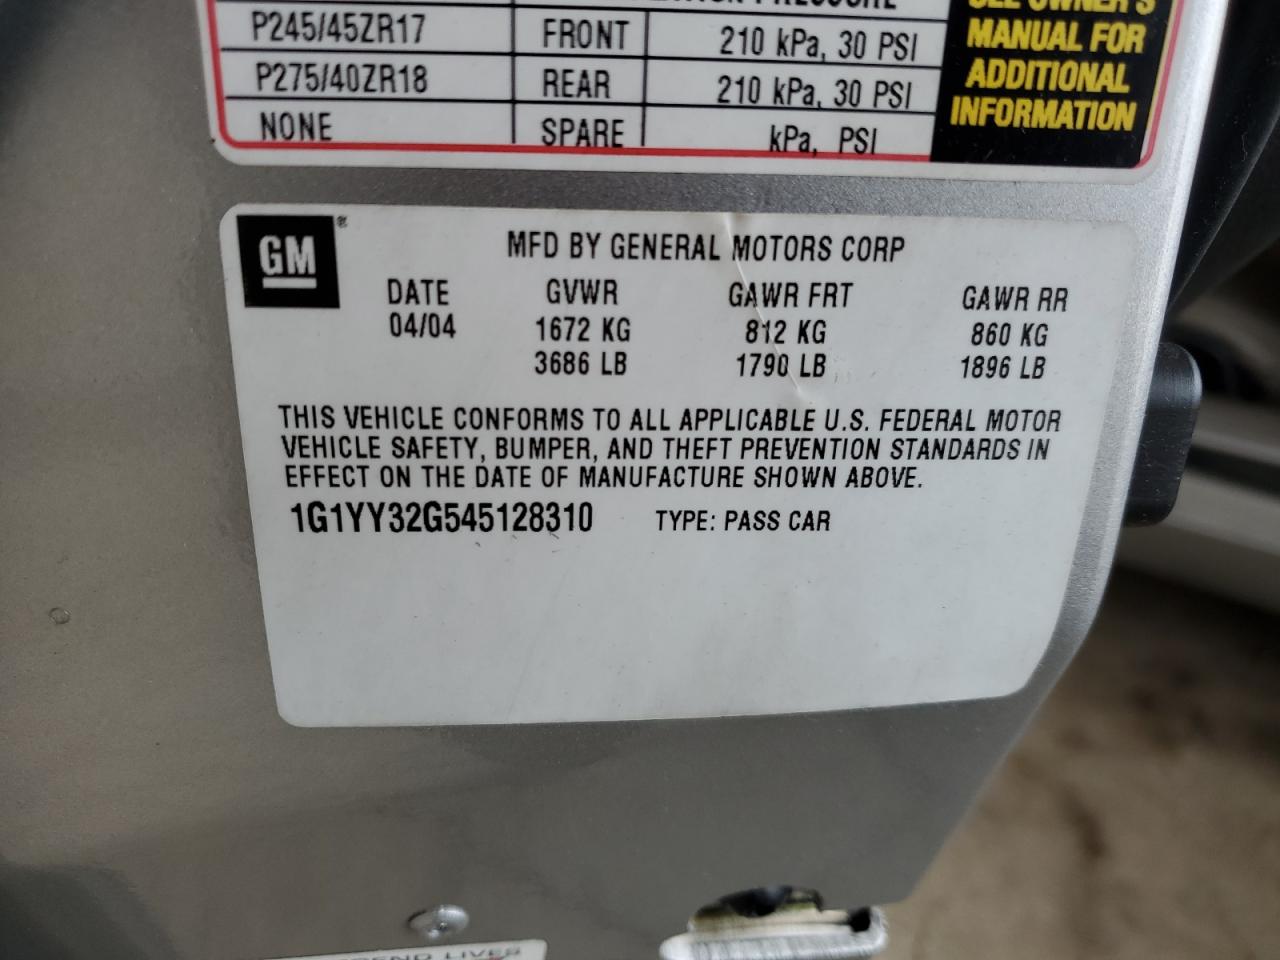 PRESSURE
SEE OWNER'S
P245/45ZR17 FRONT 210 kPa, 30 PSI MANUAL FOR
P275/40ZR18 REAR 210 kPa, 30 PSI ADDITIONAL
NONE SPARE kPa, PSI INFORMATION
GM ®
MFD BY GENERAL MOTORS CORP
DATE GVWR GAWR FRT GAWR RR
04/04 1672 KG 812 KG 860 KG
3686 LB 1790 LB 1896 LB
THIS VEHICLE CONFORMS TO ALL APPLICABLE U.S. FEDERAL MOTOR
VEHICLE SAFETY, BUMPER, AND THEFT PREVENTION STANDARDS IN
EFFECT ON THE DATE OF MANUFACTURE SHOWN ABOVE.
1G1YY32G545128310 TYPE: PASS CAR
LIVES